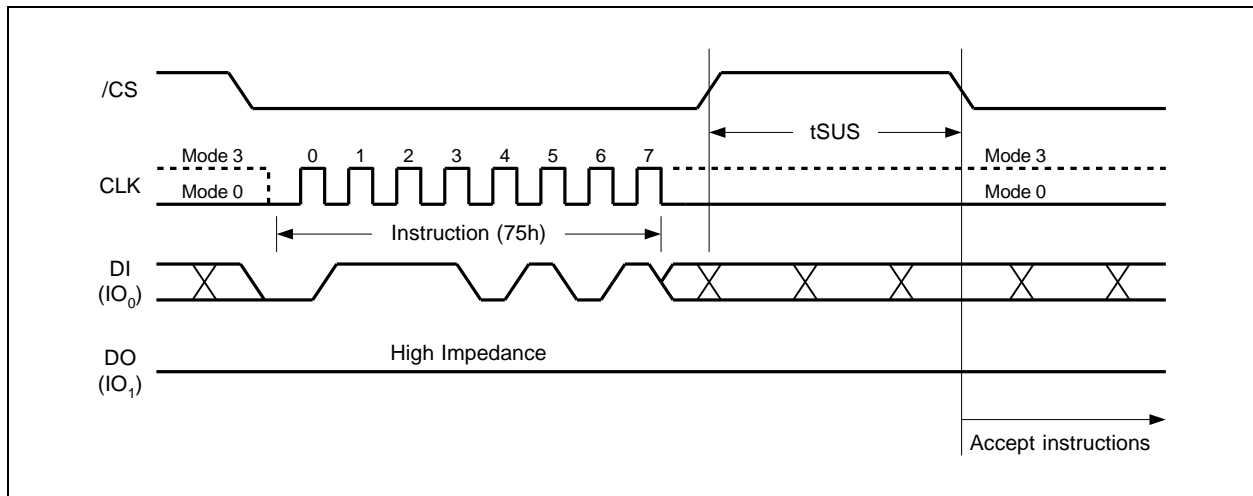 /CS
tSUS
Mode 3 0 1 2 3 4 5 6 7 Mode 3
CLK
Mode 0 Mode 0
Instruction (75h)
DI
(IO0)
High Impedance
DO
(IO1)
Accept instructions